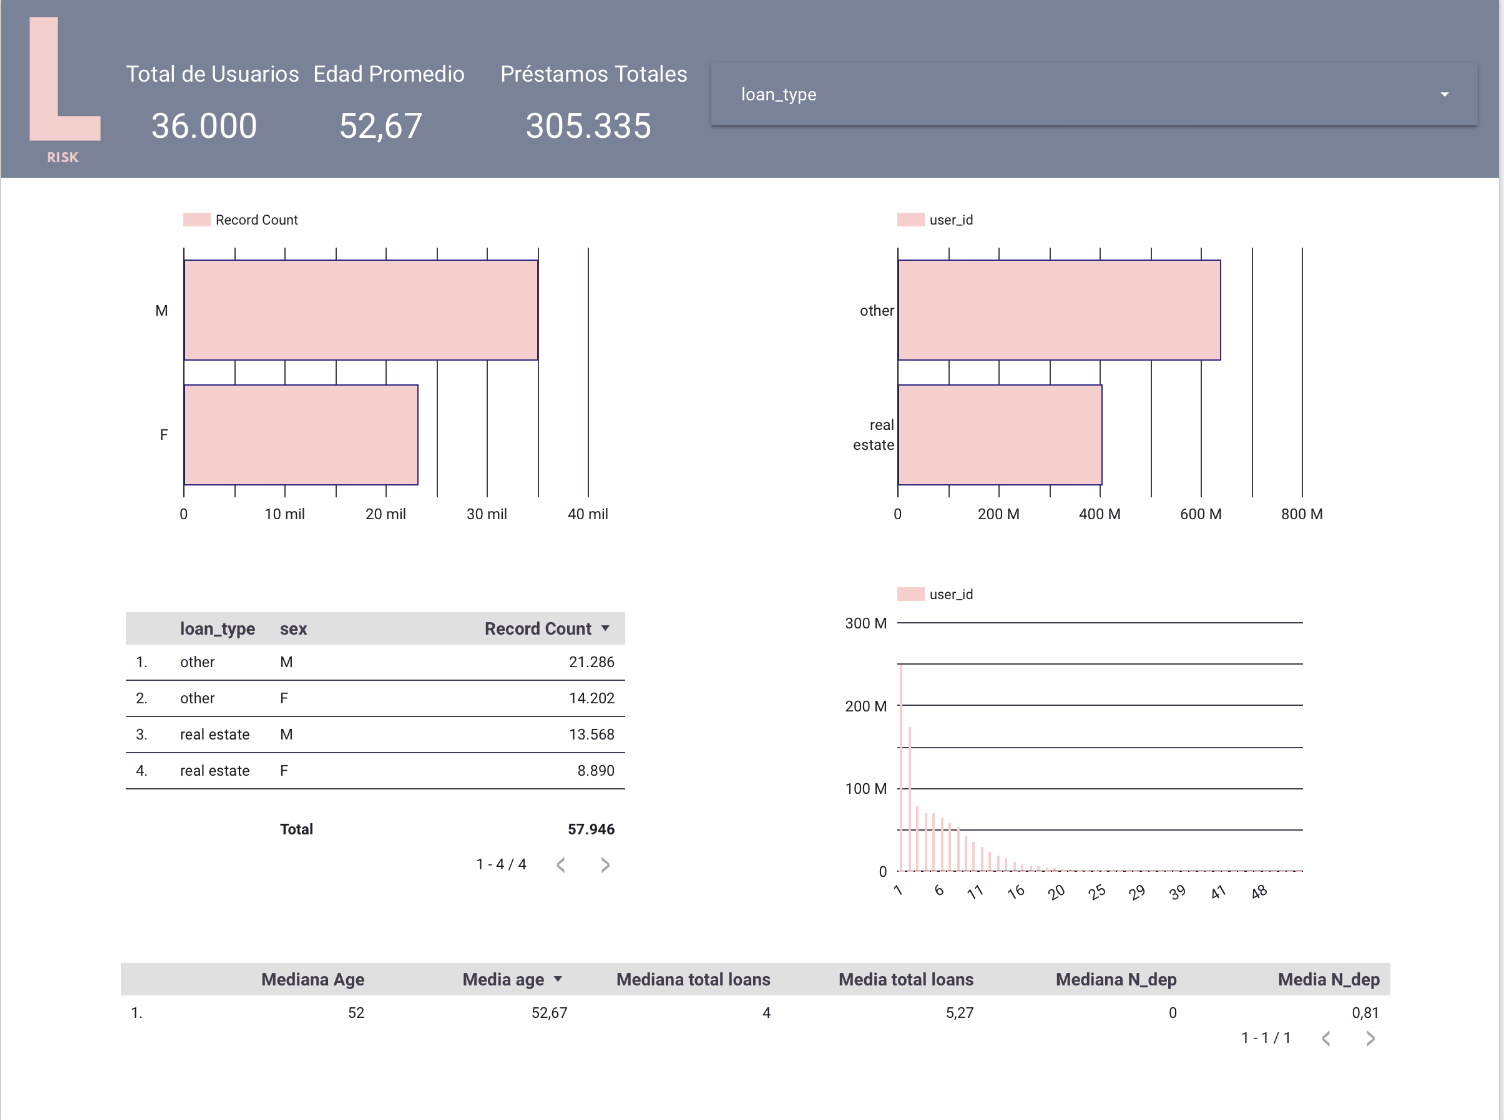 L
RISK
Total de Usuarios
36.000
Edad Promedio
52,67
Préstamos Totales
305.335
loan_type
Record Count
M
F
0 10 mil 20 mil 30 mil 40 mil
user_id
other
real
estate
0 200 M 400 M 600 M 800 M
loan_type sex Record Count
1. other M 21.286
2. other F 14.202
3. real estate M 13.568
4. real estate F 8.890
Total 57.946
1 - 4 / 4
user_id
300 M
200 M
100 M
0
1 6 11 16 20 25 29 39 41 48
Mediana Age Media age Mediana total loans Media total loans Mediana N_dep Media N_dep
1. 52 52,67 4 5,27 0 0,81
1 - 1 / 1